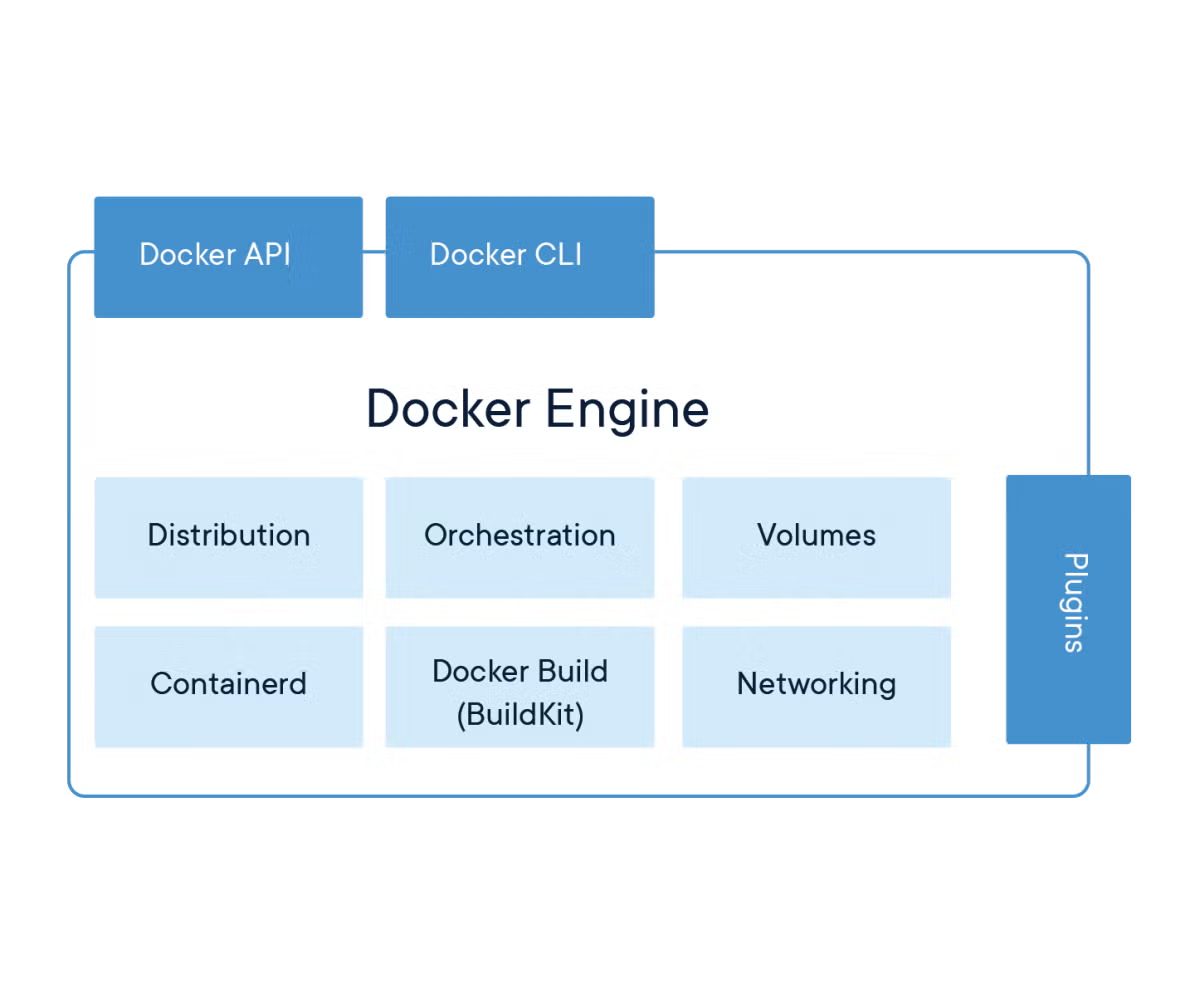 Docker API
Docker CLI
Docker Engine
Distribution
Orchestration
Volumes
Containerd
Docker Build
(BuildKit)
Networking
Plugins